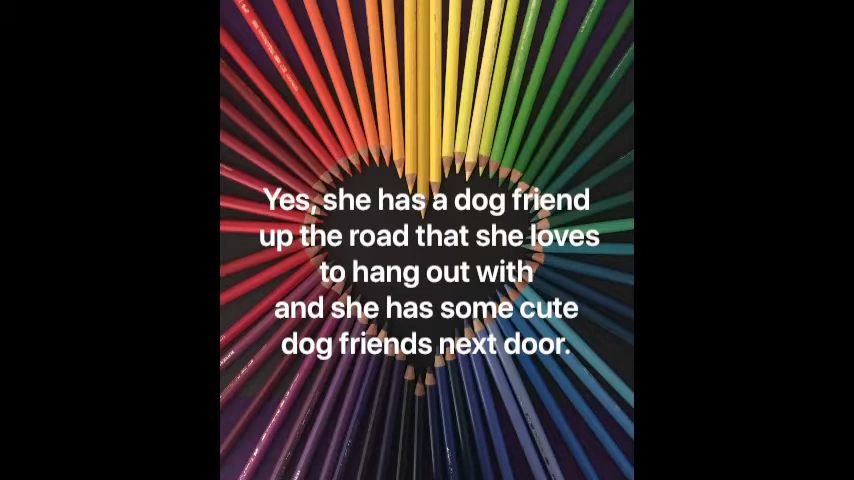 Yes, she has a dog friend
up the road that she loves
to hang out with
and she has some cute
dog friends next door.